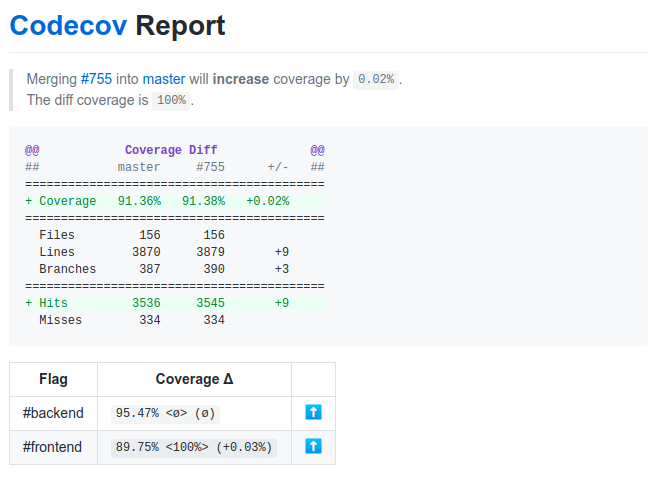 Codecov Report
Merging #755 into master will increase coverage by 0.02%.
The diff coverage is 100%.
@@ Coverage Diff @@
## master #755 +/- ##
==========================================
+ Coverage 91.36% 91.38% +0.02%
==========================================
Files 156 156
Lines 3870 3879 +9
Branches 387 390 +3
==========================================
+ Hits 3536 3545 +9
Misses 334 334
Flag Coverage Δ
#backend 95.47% <ø> (ø) ⬆
#frontend 89.75% <100%> (+0.03%) ⬆